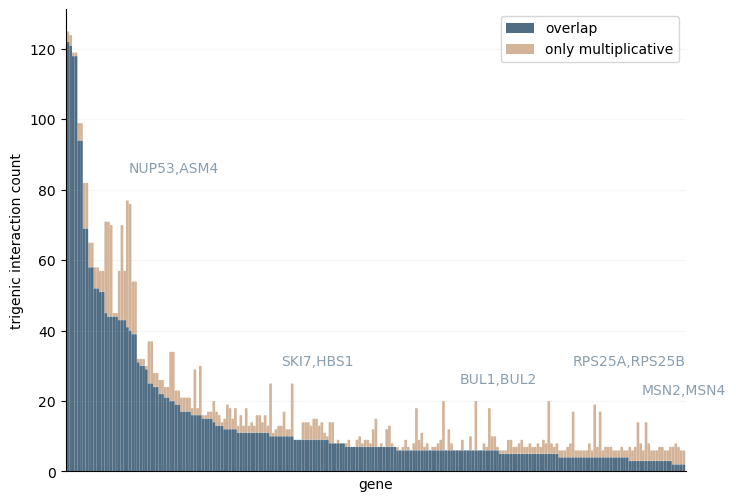 overlap
only multiplicative
120
100
80
60
40
20
0
trigenic interaction count
NUP53,ASM4
SKI7,HBS1
BUL1,BUL2
RPS25A,RPS25B
MSN2,MSN4
gene